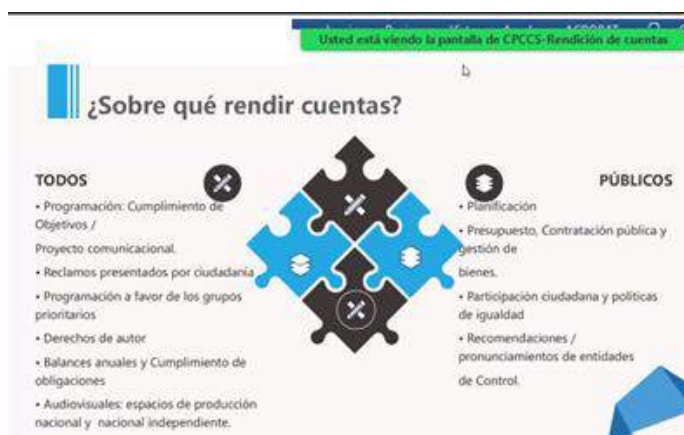 Usted está viendo la pantalla de CPCCS-Rendición de cuentas
¿Sobre qué rendir cuentas?
TODOS
• Programación: Cumplimiento de
Objetivos /
Proyecto comunicacional.
• Reclamos presentados por ciudadanía
• Programación a favor de los grupos
prioritarios
• Derechos de autor
• Balances anuales y Cumplimiento de
obligaciones
• Audiovisuales: espacios de producción
nacional y nacional independiente.
PÚBLICOS
• Planificación
• Presupuesto, Contratación pública y
gestión de
bienes.
• Participación ciudadana y políticas
de igualdad
• Recomendaciones /
pronunciamientos de entidades
de Control.